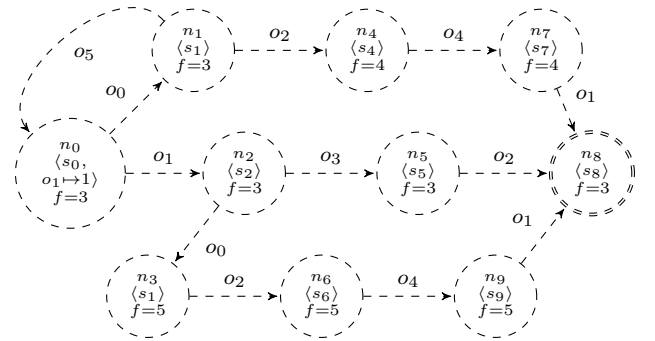 n₁
⟨s₁⟩
f=3
o₂
n₄
⟨s₄⟩
f=4
o₄
n₇
⟨s₇⟩
f=4
o₅
o₀
o₁
n₀
⟨s₀,
o₁↦1⟩
f=3
o₁
n₂
⟨s₂⟩
f=3
o₃
n₅
⟨s₅⟩
f=3
o₂
n₈
⟨s₈⟩
f=3
o₀
o₁
n₃
⟨s₁⟩
f=5
o₂
n₆
⟨s₆⟩
f=5
o₄
n₉
⟨s₉⟩
f=5